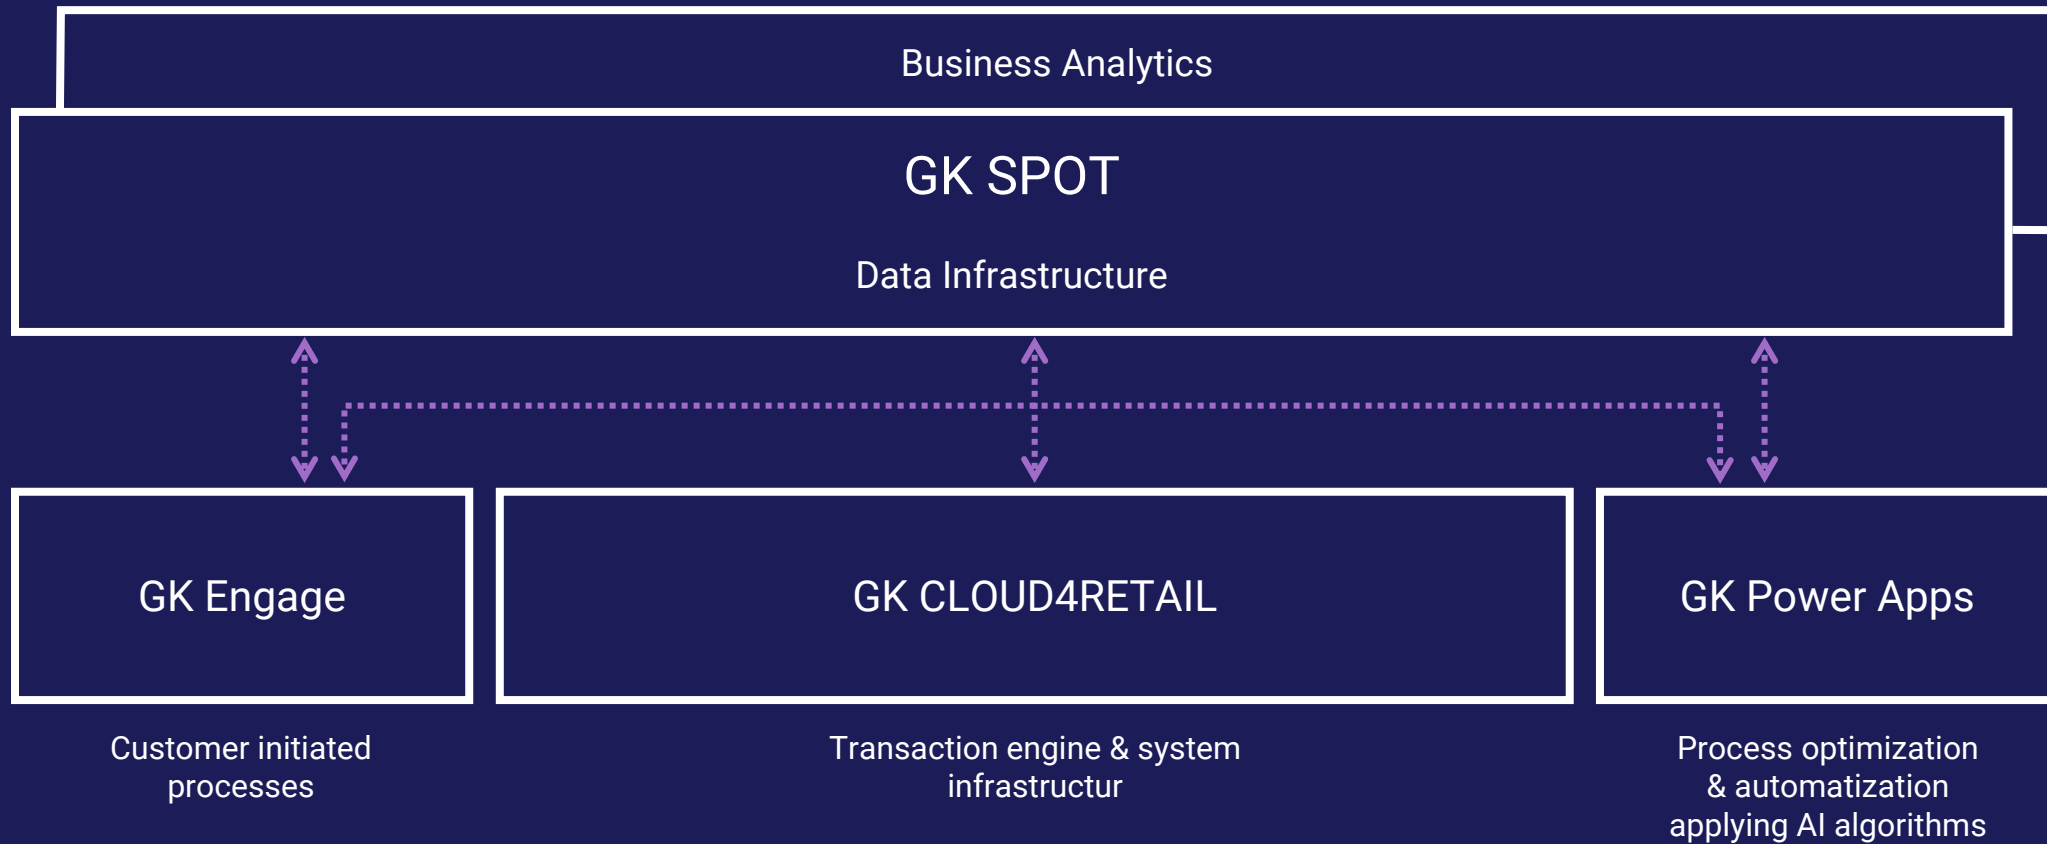 Business Analytics
GK SPOT
Data Infrastructure
GK Engage
GK CLOUD4RETAIL
GK Power Apps
Customer initiated
processes
Transaction engine & system
infrastructur
Process optimization
& automatization
applying AI algorithms